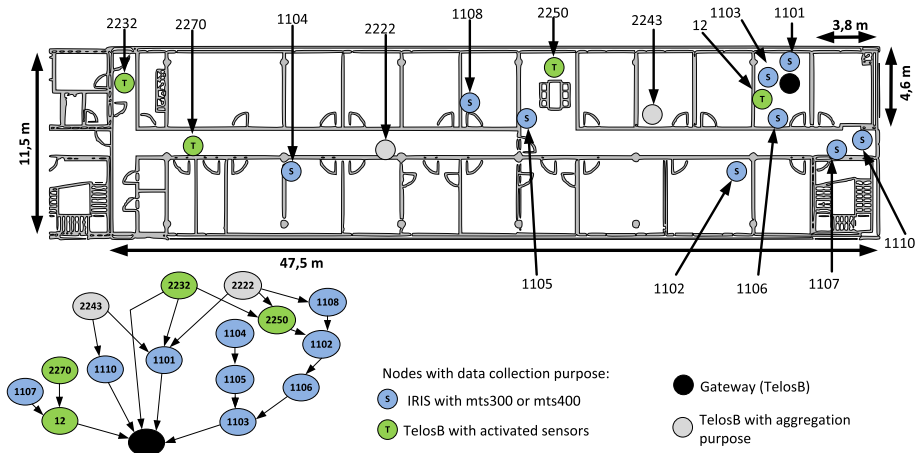 2232
2270
1104
2222
1108
2250
2243
12
1103
1101
3,8 m
T
T
S
S
T
S
S
S
T
S
S
S
S
11,5 m
4,6 m
47,5 m
1105
1102
1106
1107
1110
2243
2232
2222
1108
2250
1104
1102
1101
1110
2270
1107
1105
1106
12
1103
Nodes with data collection purpose:
S IRIS with mts300 or mts400
T TelosB with activated sensors
Gateway (TelosB)
TelosB with aggregation
purpose